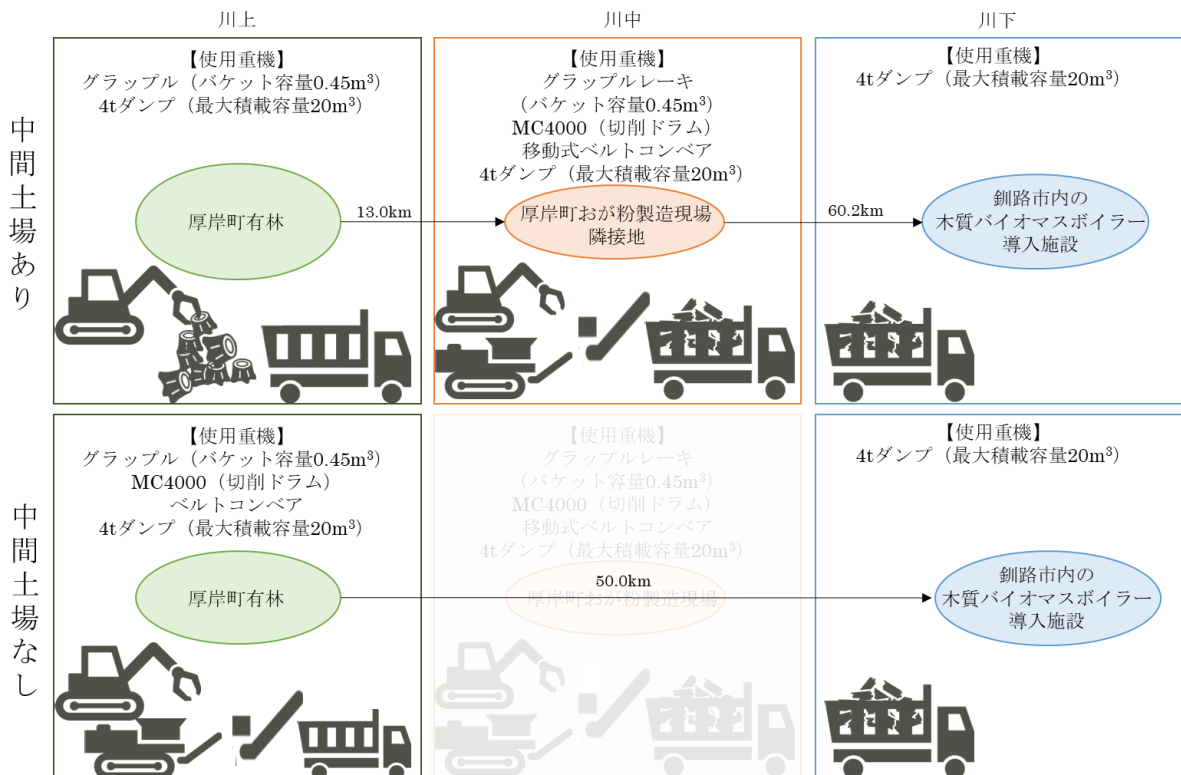 川上
川中
川下
中間土場あり
【使用重機】
グラップル（バケット容量0.45m³）
4tダンプ（最大積載容量20m³）
厚岸町有林
13.0km
【使用重機】
グラップルレーキ
（バケット容量0.45m³）
MC4000（切削ドラム）
移動式ベルトコンベア
4tダンプ（最大積載容量20m³）
厚岸町おが粉製造現場
隣接地
60.2km
【使用重機】
4tダンプ（最大積載容量20m³）
釧路市内の
木質バイオマスボイラー
導入施設
中間土場なし
【使用重機】
グラップル（バケット容量0.45m³）
MC4000（切削ドラム）
ベルトコンベア
4tダンプ（最大積載容量20m³）
厚岸町有林
【使用重機】
グラップルレーキ
（バケット容量0.45m³）
MC4000（切削ドラム）
移動式ベルトコンベア
4tダンプ（最大積載容量20m³）
50.0km
厚岸町おが粉製造現場
【使用重機】
4tダンプ（最大積載容量20m³）
釧路市内の
木質バイオマスボイラー
導入施設